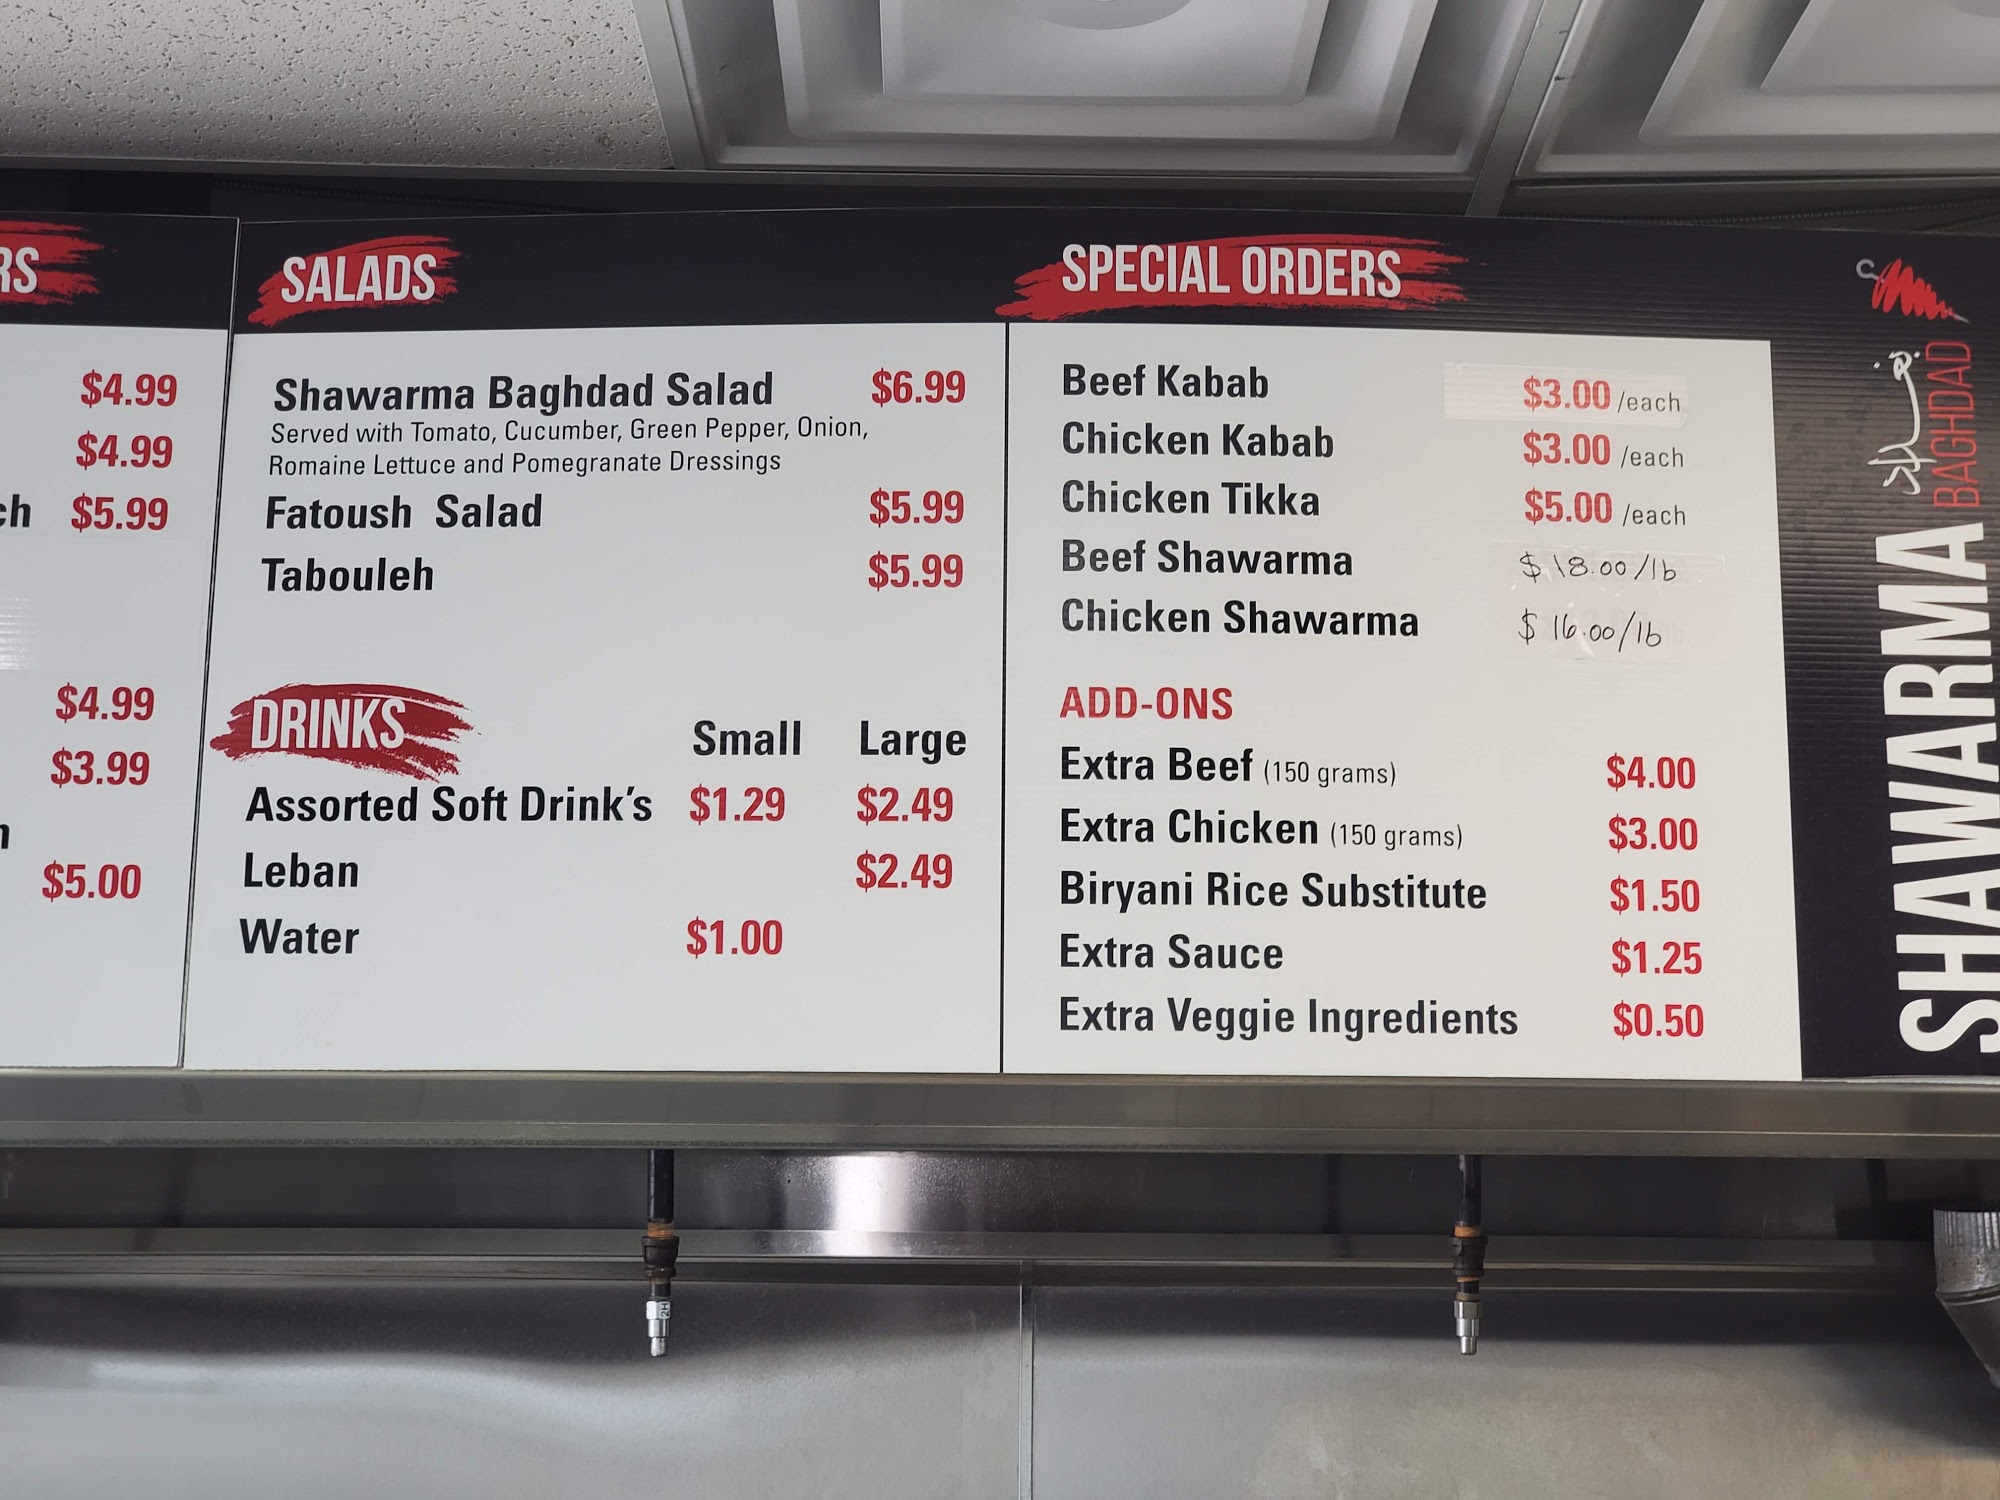 RS
$4.99
$4.99
ch $5.99
$4.99
$3.99
$5.00
SALADS
Shawarma Baghdad Salad $6.99
Served with Tomato, Cucumber, Green Pepper, Onion,
Romaine Lettuce and Pomegranate Dressings
Fatoush Salad $5.99
Tabouleh $5.99
DRINKS Small Large
Assorted Soft Drink's $1.29 $2.49
Leban $2.49
Water $1.00
SPECIAL ORDERS
Beef Kabab $3.00 /each
Chicken Kabab $3.00 /each
Chicken Tikka $5.00 /each
Beef Shawarma $18.00/lb
Chicken Shawarma $16.00/lb
ADD-ONS
Extra Beef (150 grams) $4.00
Extra Chicken (150 grams) $3.00
Biryani Rice Substitute $1.50
Extra Sauce $1.25
Extra Veggie Ingredients $0.50
SHAWARMA
BAGHDAD
بغداد